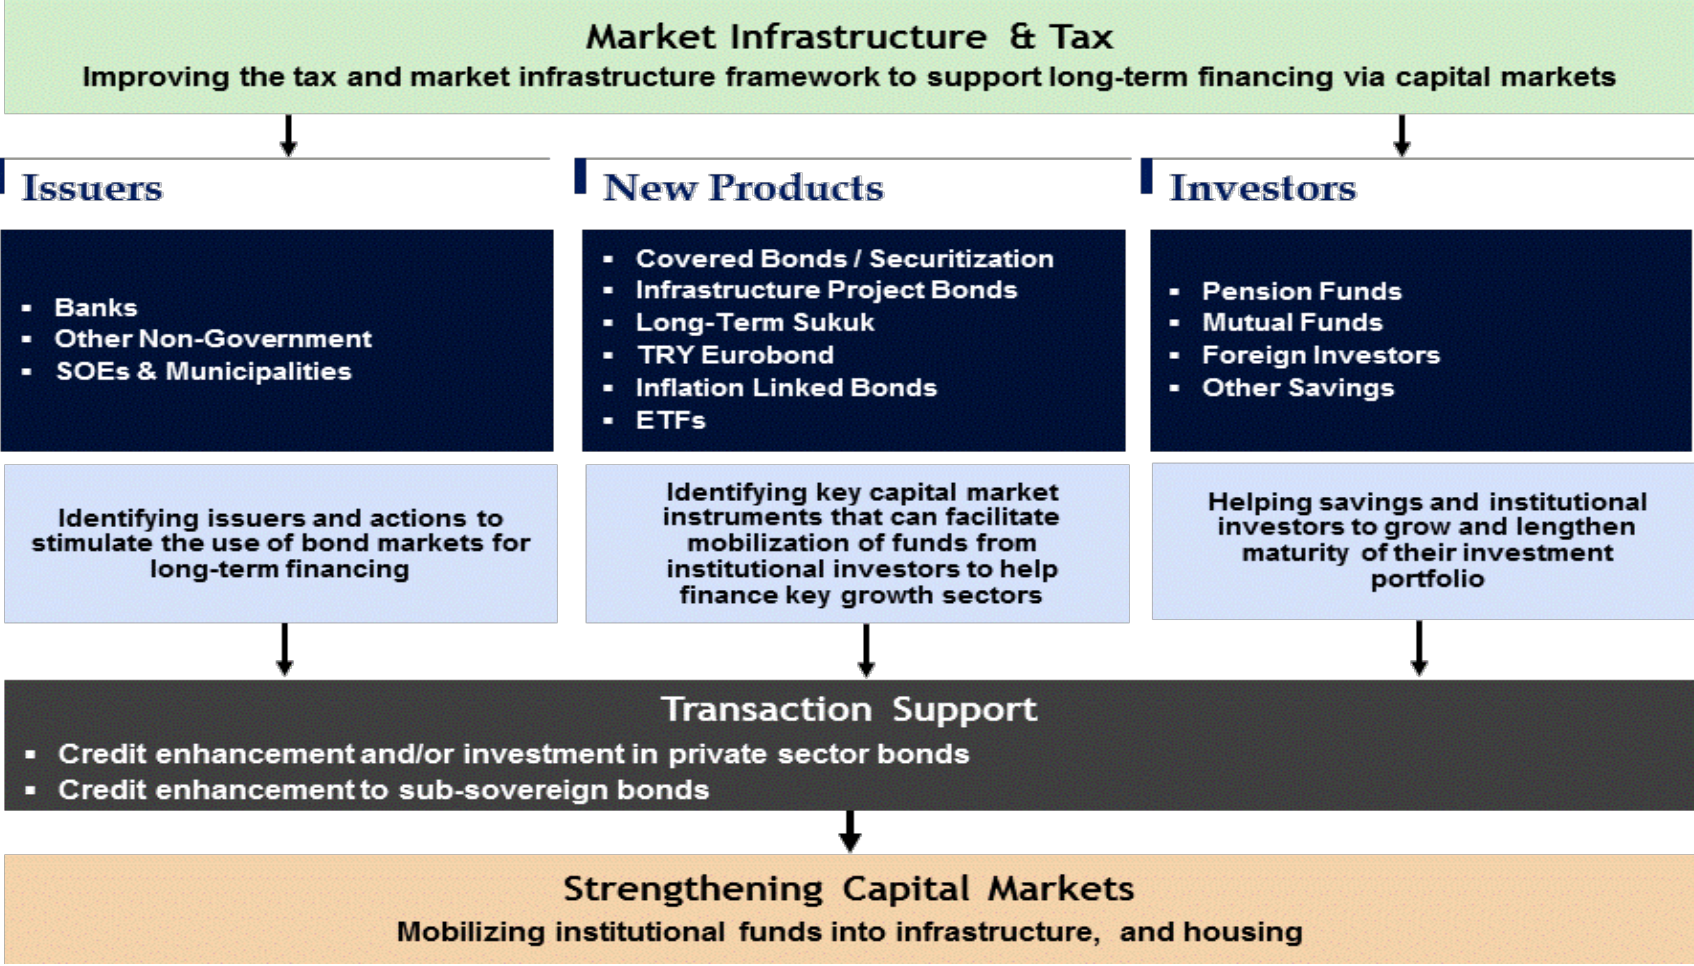 Market Infrastructure & Tax
Improving the tax and market infrastructure framework to support long-term financing via capital markets
Issuers
▪ Banks
▪ Other Non-Government
▪ SOEs & Municipalities
Identifying issuers and actions to
stimulate the use of bond markets for
long-term financing
New Products
▪ Covered Bonds / Securitization
▪ Infrastructure Project Bonds
▪ Long-Term Sukuk
▪ TRY Eurobond
▪ Inflation Linked Bonds
▪ ETFs
Identifying key capital market
instruments that can facilitate
mobilization of funds from
institutional investors to help
finance key growth sectors
Investors
▪ Pension Funds
▪ Mutual Funds
▪ Foreign Investors
▪ Other Savings
Helping savings and institutional
investors to grow and lengthen
maturity of their investment
portfolio
Transaction Support
▪ Credit enhancement and/or investment in private sector bonds
▪ Credit enhancement to sub-sovereign bonds
Strengthening Capital Markets
Mobilizing institutional funds into infrastructure, and housing